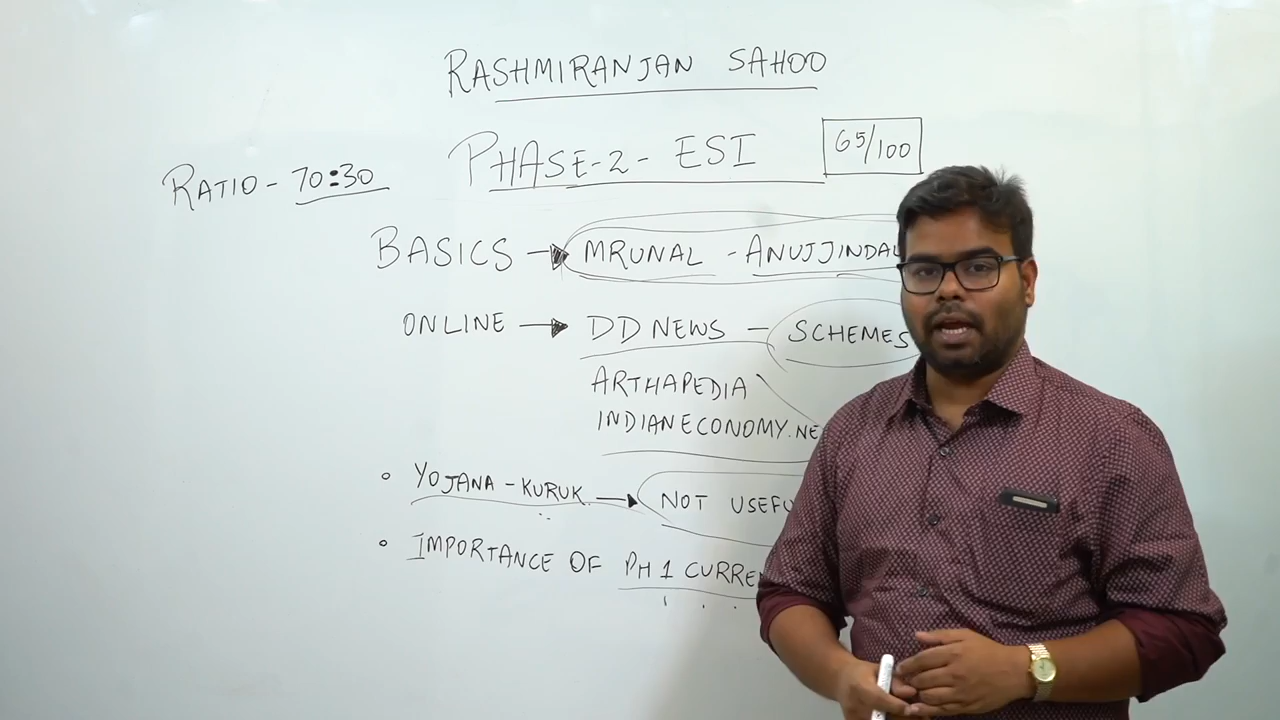 RASHMIRANJAN SAHOO
PHASE-2- ESI 65/100
RATIO - 70:30
BASICS → MRUNAL - ANUJJINDAL
ONLINE → DD NEWS - SCHEMES
ARTHAPEDIA
INDIANECONOMY.NE
• YOJANA - KURUK → NOT USEFU
• IMPORTANCE OF PH 1 CURRE